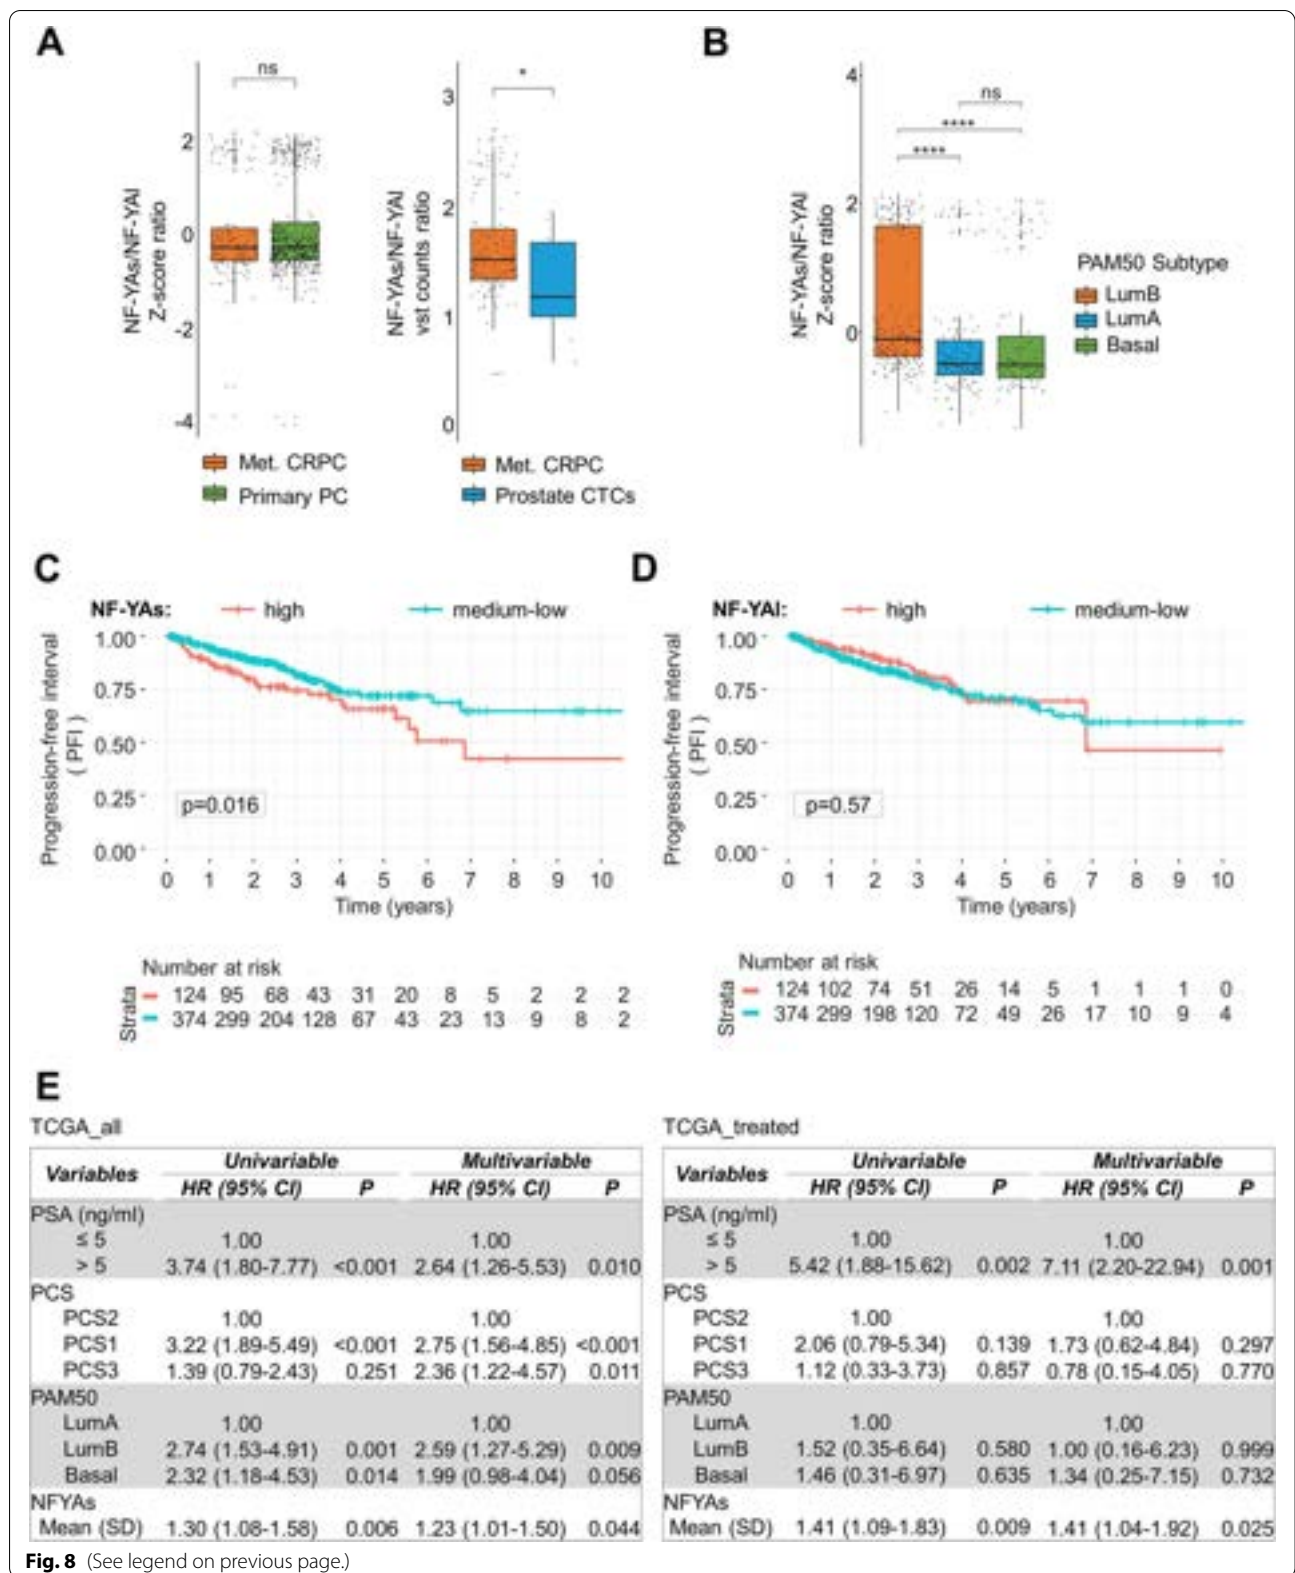 A
ns
2
0
-2
-4
NF-YAs/NF-YAl
Z-score ratio
Met. CRPC
Primary PC
*
3
2
1
0
NF-YAs/NF-YAl
vst counts ratio
Met. CRPC
Prostate CTCs
B
ns
****
****
4
2
0
NF-YAs/NF-YAl
Z-score ratio
PAM50 Subtype
LumB
LumA
Basal
C
NF-YAs: high medium-low
Progression-free interval
( PFI )
1.00
0.75
0.50
0.25
0.00
p=0.016
0 1 2 3 4 5 6 7 8 9 10
Time (years)
Number at risk
Strata
124 95 68 43 31 20 8 5 2 2 2
374 299 204 128 67 43 23 13 9 8 2
D
NF-YAl: high medium-low
Progression-free interval
( PFI )
1.00
0.75
0.50
0.25
0.00
p=0.57
0 1 2 3 4 5 6 7 8 9 10
Time (years)
Number at risk
Strata
124 102 74 51 26 14 5 1 1 1 0
374 299 198 120 72 49 26 17 10 9 4
E
TCGA_all
Variables Univariable Multivariable
HR (95% CI) P HR (95% CI) P
PSA (ng/ml)
≤ 5 1.00 1.00
> 5 3.74 (1.80-7.77) <0.001 2.64 (1.26-5.53) 0.010
PCS
PCS2 1.00 1.00
PCS1 3.22 (1.89-5.49) <0.001 2.75 (1.56-4.85) <0.001
PCS3 1.39 (0.79-2.43) 0.251 2.36 (1.22-4.57) 0.011
PAM50
LumA 1.00 1.00
LumB 2.74 (1.53-4.91) 0.001 2.59 (1.27-5.29) 0.009
Basal 2.32 (1.18-4.53) 0.014 1.99 (0.98-4.04) 0.056
NFYAs
Mean (SD) 1.30 (1.08-1.58) 0.006 1.23 (1.01-1.50) 0.044
TCGA_treated
Variables Univariable Multivariable
HR (95% CI) P HR (95% CI) P
PSA (ng/ml)
≤ 5 1.00 1.00
> 5 5.42 (1.88-15.62) 0.002 7.11 (2.20-22.94) 0.001
PCS
PCS2 1.00 1.00
PCS1 2.06 (0.79-5.34) 0.139 1.73 (0.62-4.84) 0.297
PCS3 1.12 (0.33-3.73) 0.857 0.78 (0.15-4.05) 0.770
PAM50
LumA 1.00 1.00
LumB 1.52 (0.35-6.64) 0.580 1.00 (0.16-6.23) 0.999
Basal 1.46 (0.31-6.97) 0.635 1.34 (0.25-7.15) 0.732
NFYAs
Mean (SD) 1.41 (1.09-1.83) 0.009 1.41 (1.04-1.92) 0.025
Fig. 8 (See legend on previous page.)